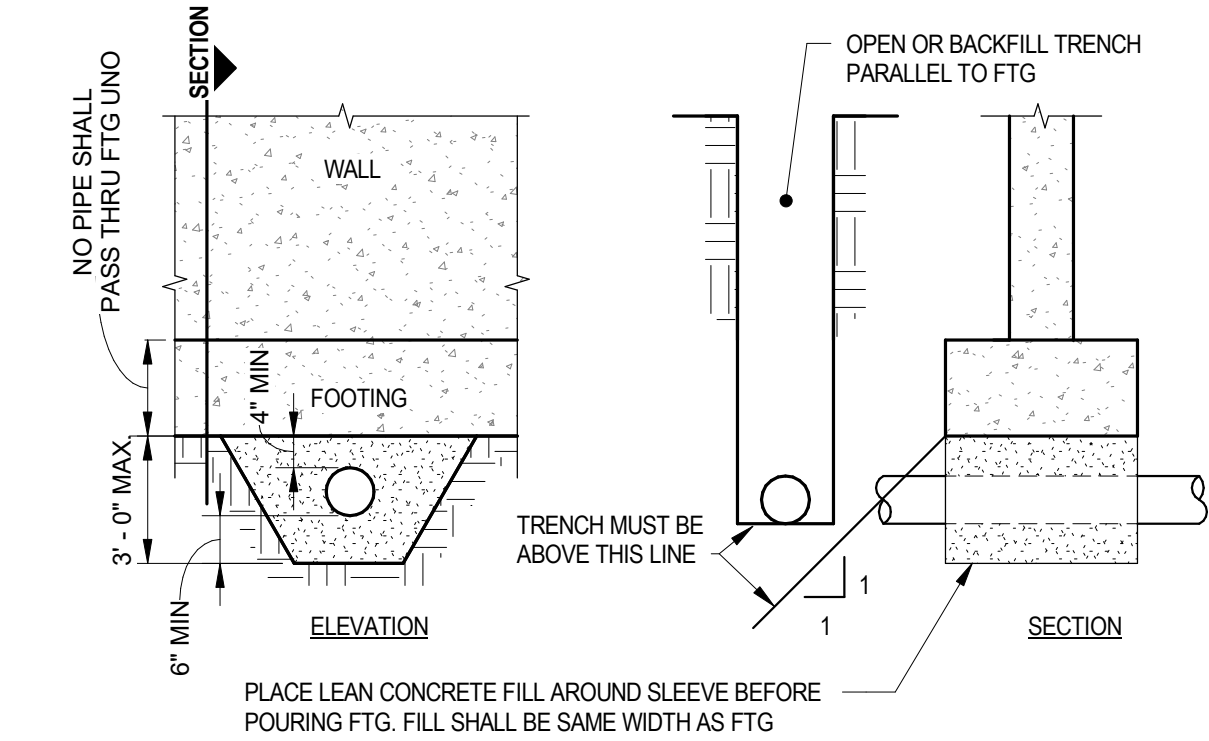 SECTION
NO PIPE SHALL
PASS THRU FTG UNO
WALL
FOOTING
4" MIN
3' - 0" MAX
6" MIN
ELEVATION
OPEN OR BACKFILL TRENCH
PARALLEL TO FTG
TRENCH MUST BE
ABOVE THIS LINE
1
1
SECTION
PLACE LEAN CONCRETE FILL AROUND SLEEVE BEFORE
POURING FTG. FILL SHALL BE SAME WIDTH AS FTG